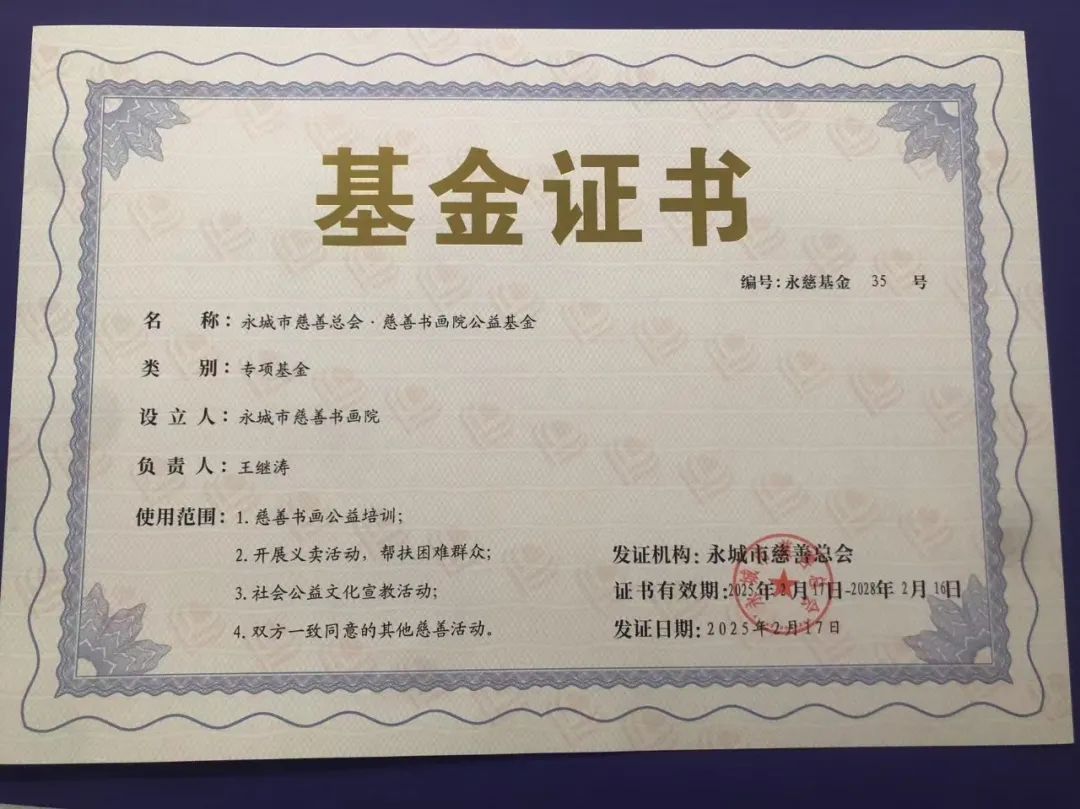 基金证书
编号:永慈基金 35 号
名 称:永城市慈善总会·慈善书画院公益基金
类 别:专项基金
设 立 人:永城市慈善书画院
负 责 人:王继涛
使用范围:1.慈善书画公益培训;
2.开展义卖活动,帮扶困难群众;
3.社会公益文化宣教活动;
4.双方一致同意的其他慈善活动。
发证机构:永城市慈善总会
证书有效期:2025年2月17日-2028年2月16日
发证日期:2025年2月17日
永城市慈善总会